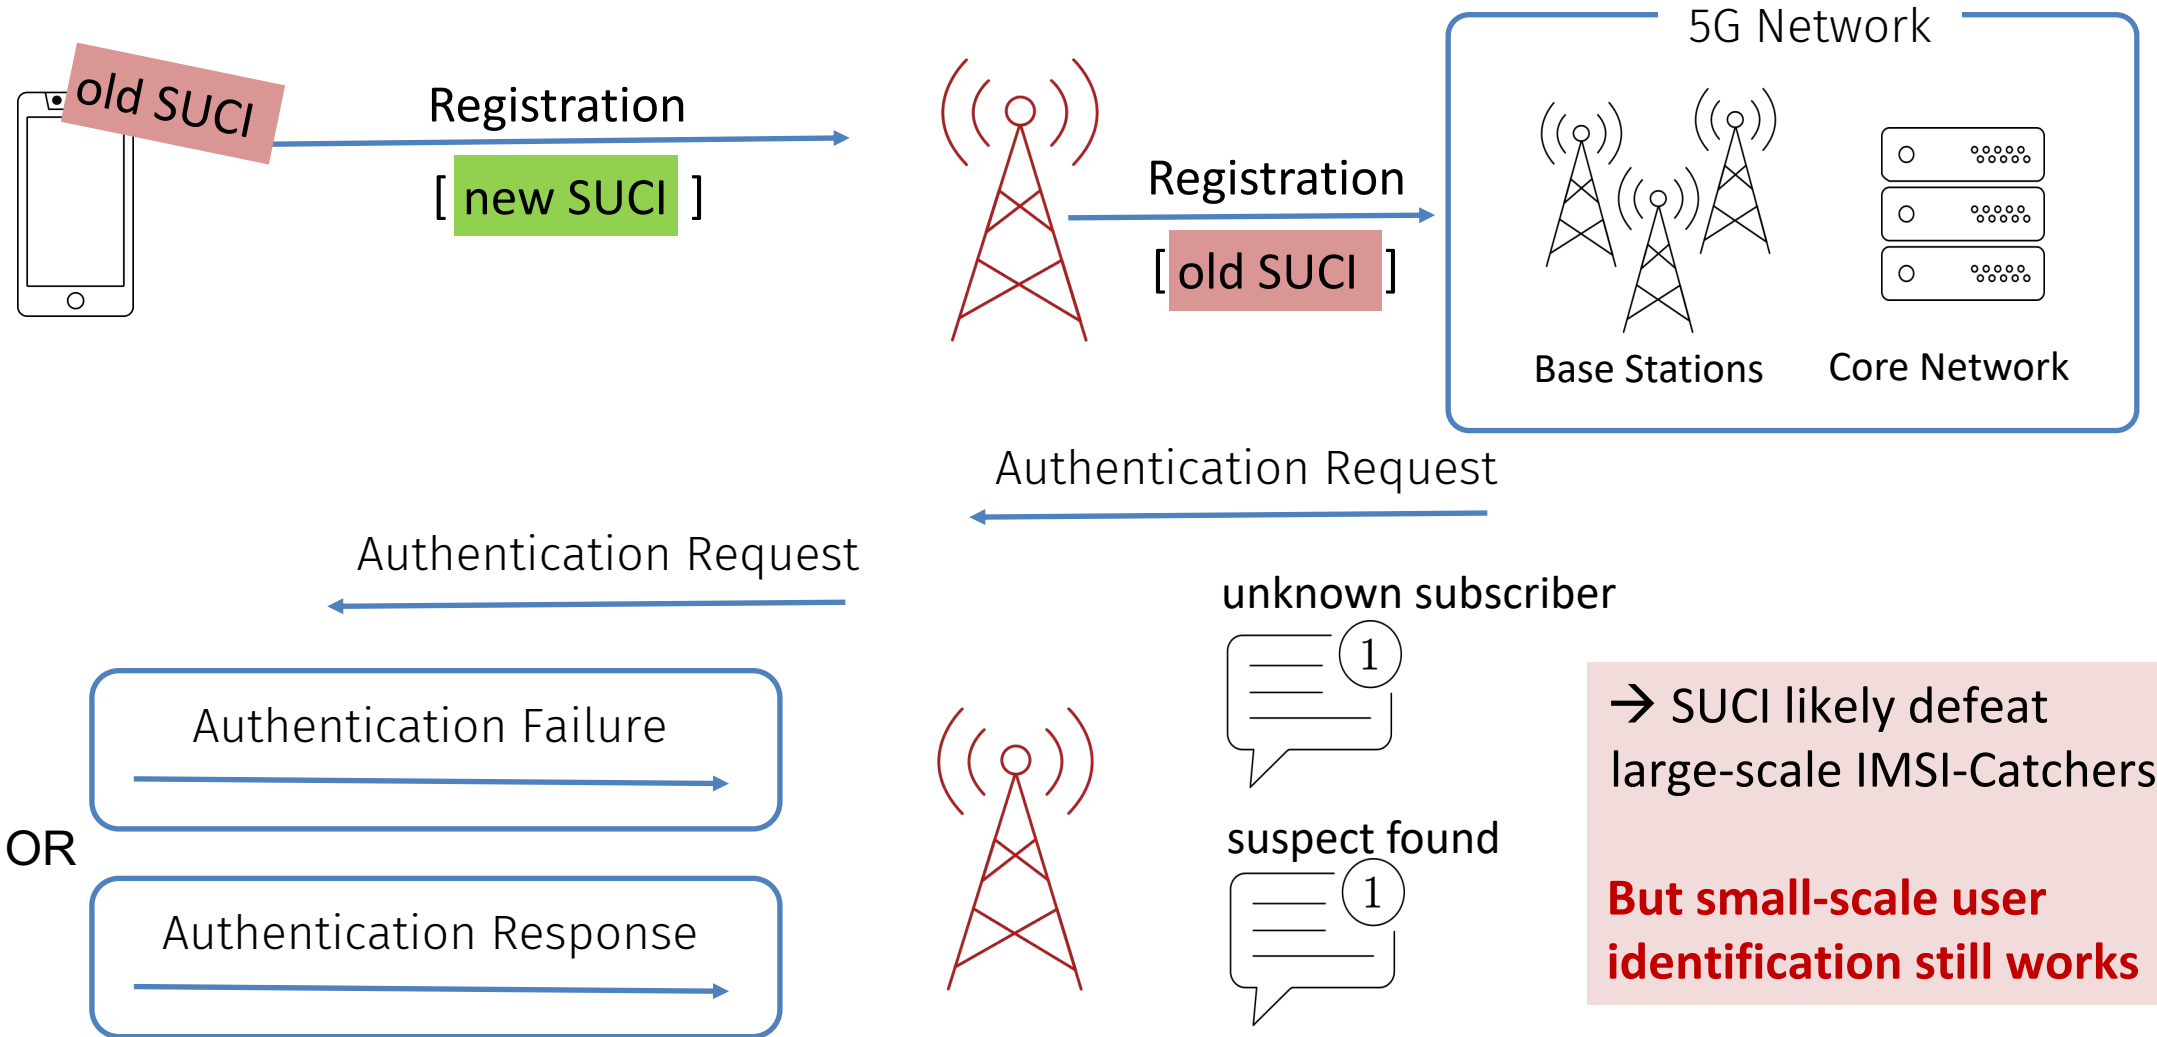 5G Network
old SUCI
Registration
[ new SUCI ]
Registration
[ old SUCI ]
Base Stations
Core Network
Authentication Request
Authentication Request
unknown subscriber
1
Authentication Failure
→ SUCI likely defeat
large-scale IMSI-Catchers
OR
suspect found
1
Authentication Response
But small-scale user
identification still works